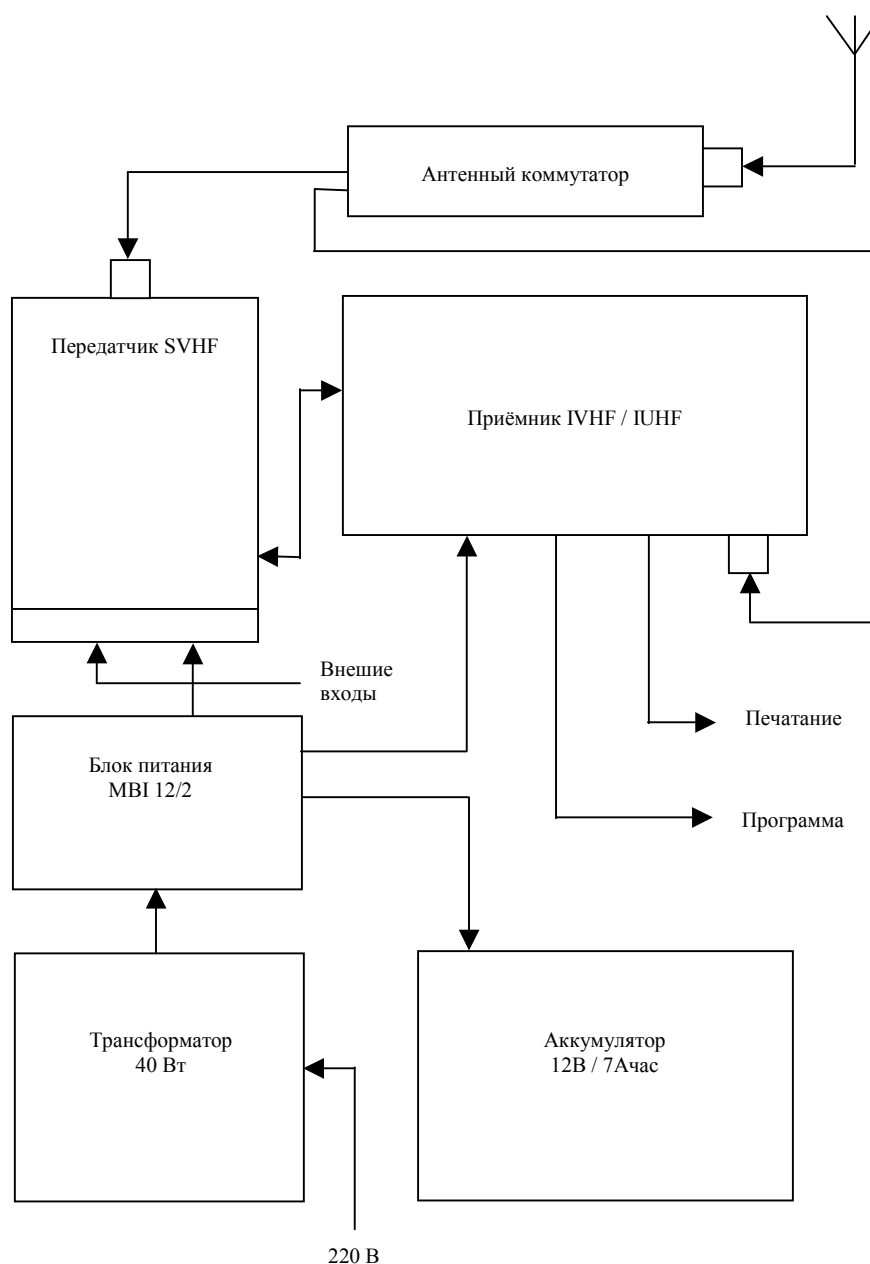 Антенный коммутатор
Передатчик SVHF
Приёмник IVHF / IUHF
Внешие
входы
Печатание
Блок питания
MBI 12/2
Программа
Трансформатор
40 Вт
Аккумулятор
12В / 7Ачас
220 В